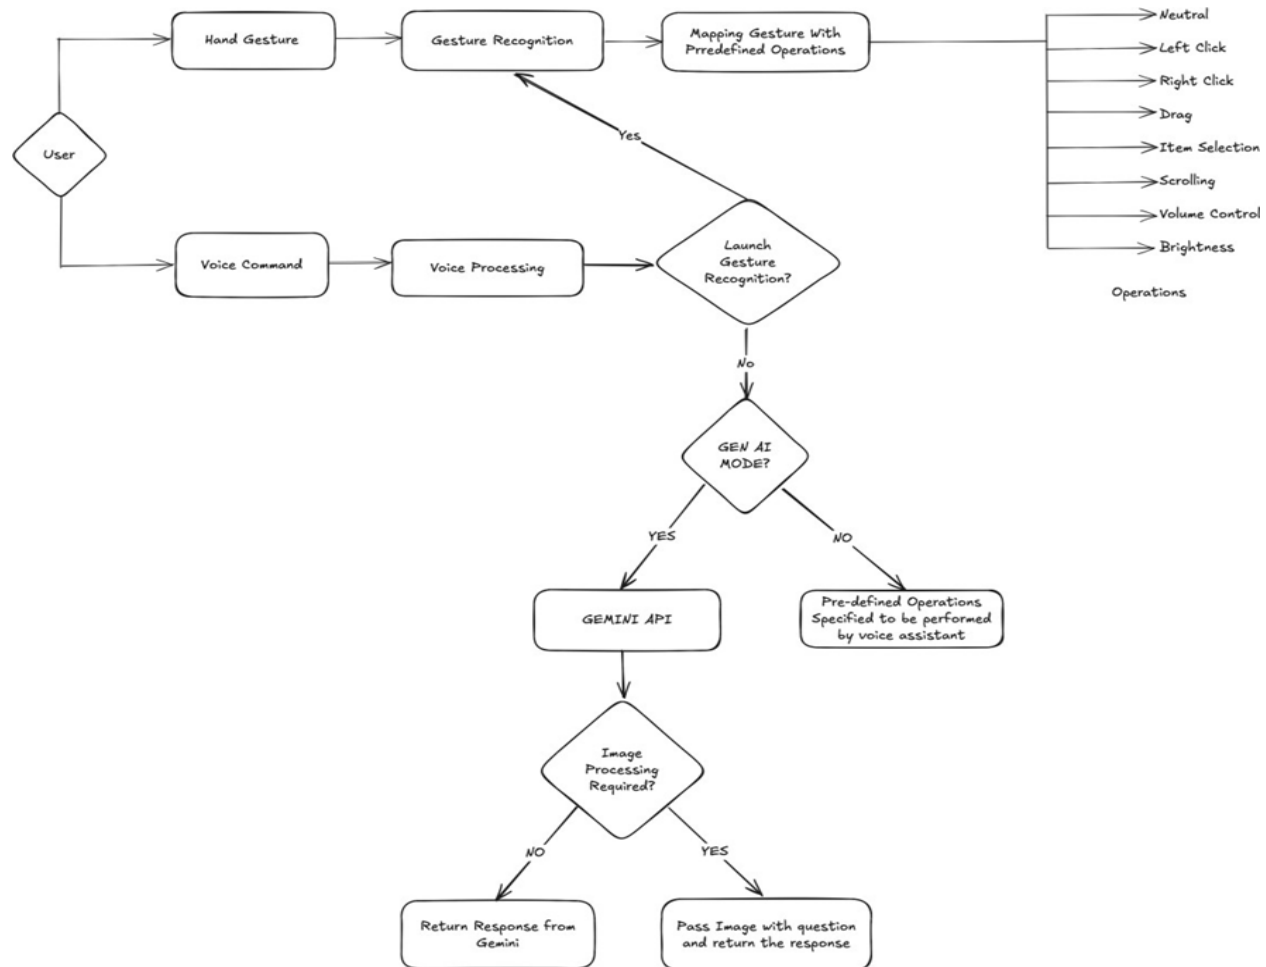 Hand Gesture
Gesture Recognition
Mapping Gesture With
Prredefined Operations
Neutral
Left Click
Right Click
Drag
Item Selection
Scrolling
Volume Control
Brightness
Operations
User
Yes
Voice Command
Voice Processing
Launch
Gesture
Recognition?
No
GEN AI
MODE?
YES
NO
GEMINI API
Pre-defined Operations
Specified to be performed
by voice assistant
Image
Processing
Required?
NO
YES
Return Response from
Gemini
Pass Image with question
and return the response